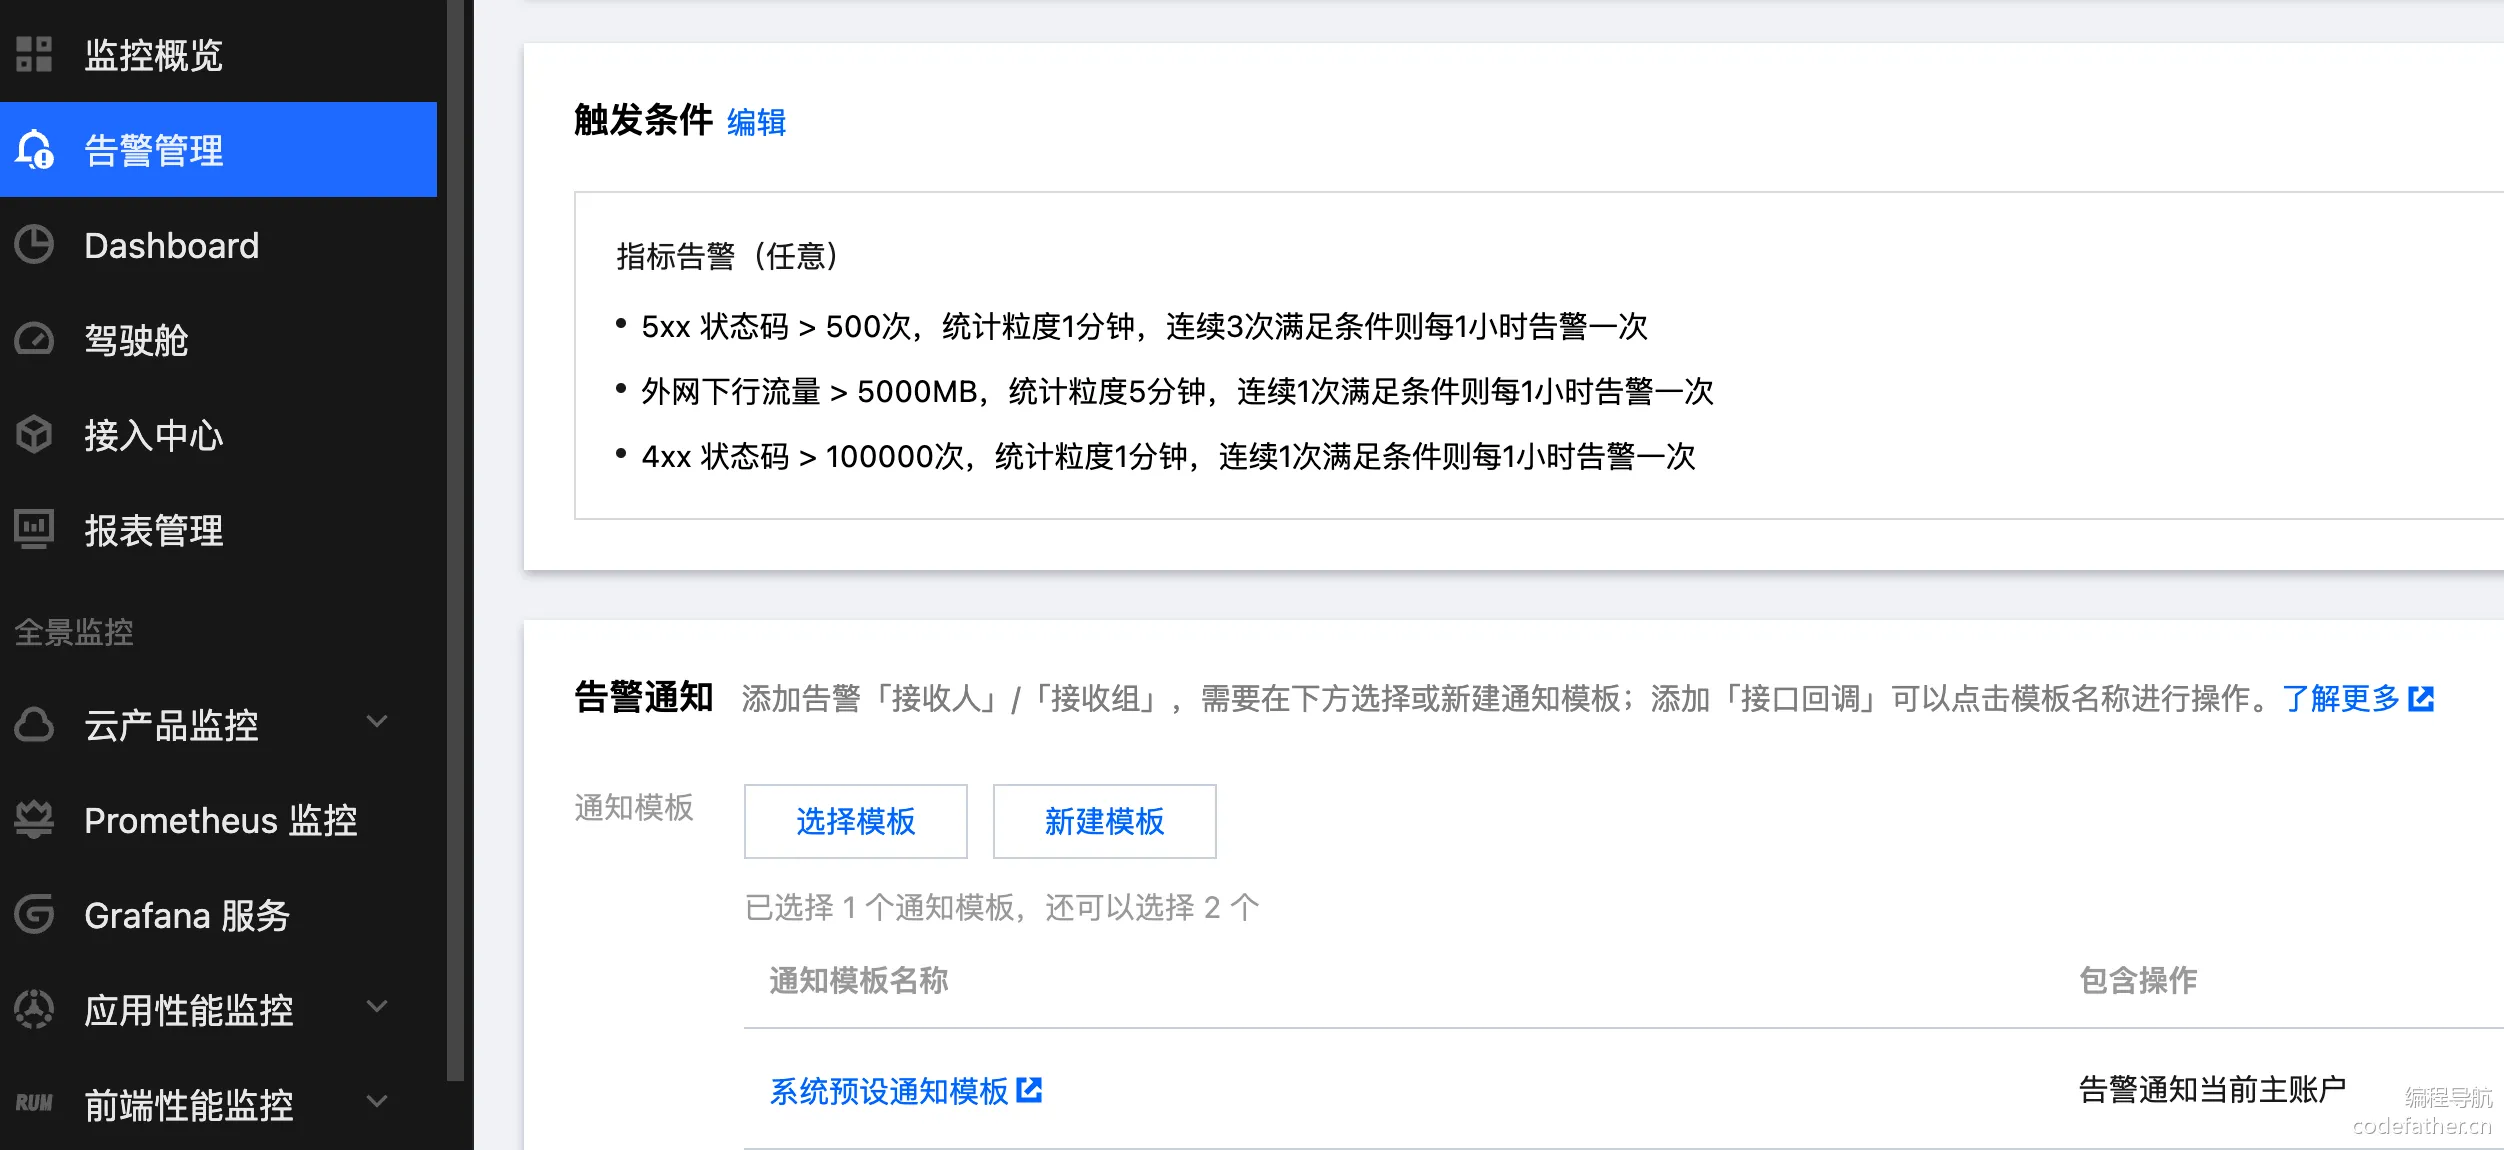 监控概览
告警管理
Dashboard
驾驶舱
接入中心
报表管理
全景监控
云产品监控
Prometheus 监控
Grafana 服务
应用性能监控
RUM 前端性能监控
触发条件 编辑
指标告警（任意）
• 5xx 状态码 > 500次，统计粒度1分钟，连续3次满足条件则每1小时告警一次
• 外网下行流量 > 5000MB，统计粒度5分钟，连续1次满足条件则每1小时告警一次
• 4xx 状态码 > 100000次，统计粒度1分钟，连续1次满足条件则每1小时告警一次
告警通知 添加告警「接收人」/「接收组」，需要在下方选择或新建通知模板；添加「接口回调」可以点击模板名称进行操作。了解更多
通知模板 选择模板 新建模板
已选择 1 个通知模板，还可以选择 2 个
通知模板名称 包含操作
系统预设通知模板 告警通知当前主账户
编程导航
codefather.cn